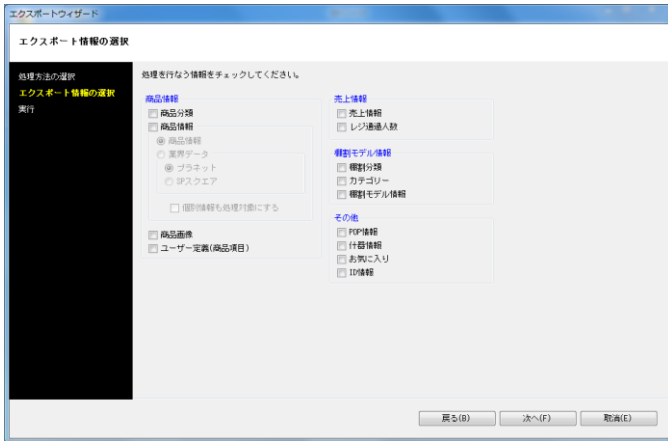 エクスポートウィザード
エクスポート情報の選択
処理方法の選択
エクスポート情報の選択
実行
処理を行なう情報をチェックしてください。
商品情報
商品分類
商品情報
商品情報
業界データ
プラネット
JPスクエア
個別情報も処理対象にする
商品画像
ユーザー定義(商品項目)
売上情報
売上情報
レジ通過人数
棚割モデル情報
棚割分類
カテゴリー
棚割モデル情報
その他
POP情報
什器情報
お気に入り
ID情報
戻る(B)
次へ(F)
取消(E)